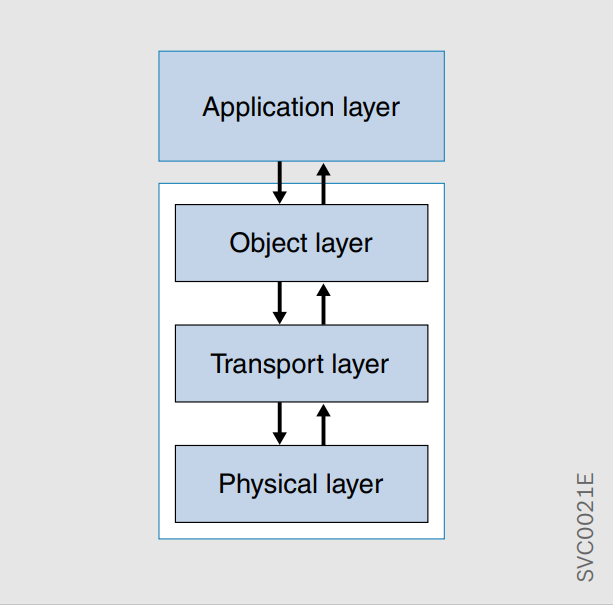 Application layer
Object layer
Transport layer
Physical layer
SVC0021E